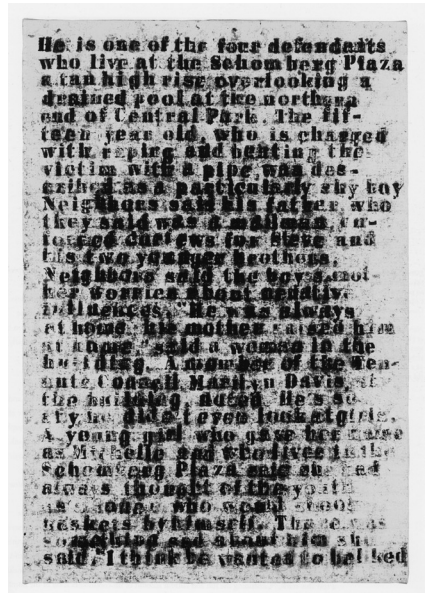 He is one of the four defendants
who live at the Schomberg Plaza
a tan high rise overlooking a
drained pool at the northern
end of Central Park. The fif-
teen year old, who is charged
with raping and beating the
victim with a pipe was des-
cribed as a particularly shy boy
Neighbors said his father who
they said was a mailman, en-
forced curfews for Steve and
his two younger brothers.
Neighbors said the boy's mot-
her worries about negativ
influences. He was always
at home, his mother raised him
at home, said a woman in the
building. A member of the Ten-
ants Council Marilyn Davis,
the building noted He's so
shy he didn't even look at girls.
A young girl who gave her name
as Michelle and who lives in the
Schomberg Plaza said she had
always thought of the youth
as a loner who would shoot
baskets by himself. There was
something sad about him she
said, "I think he wanted to be liked